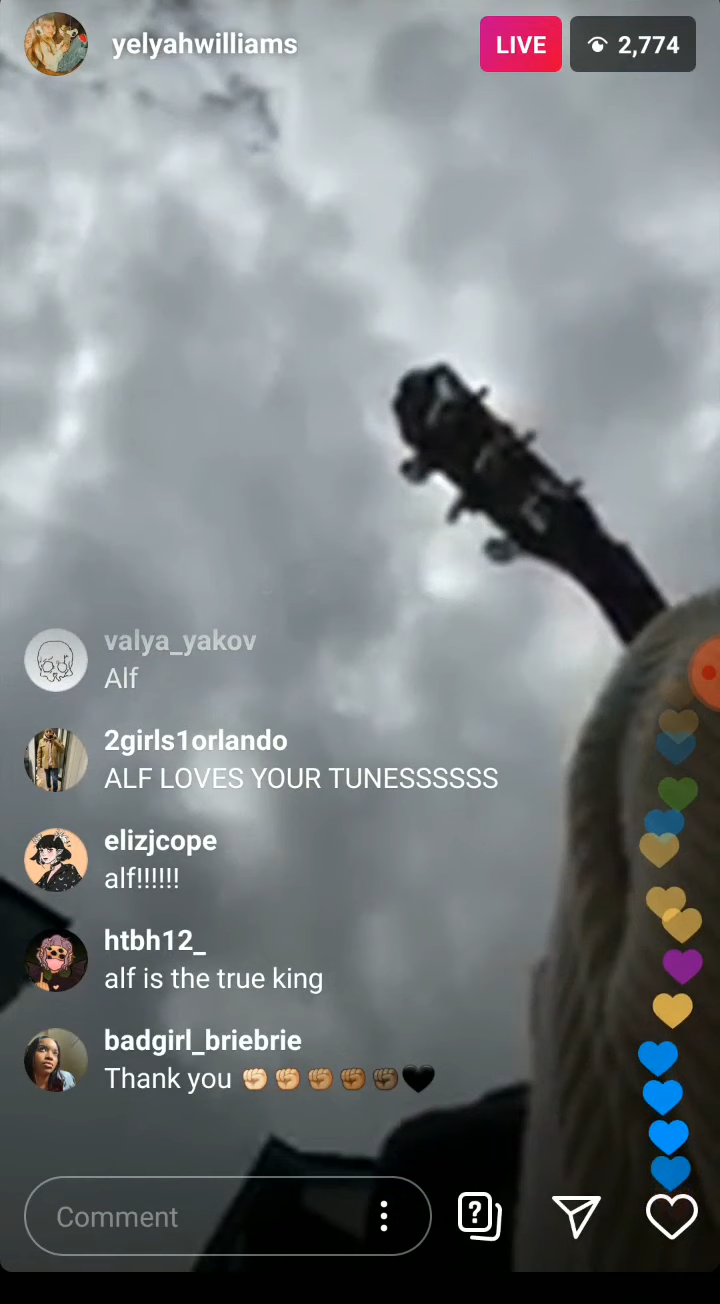 yelyahwilliams
LIVE
2,774
valya_yakov
Alf
2girls1orlando
ALF LOVES YOUR TUNESSSSSS
elizjcope
alf!!!!!!
htbh12_
alf is the true king
badgirl_briebrie
Thank you ✊🏻✊🏼✊🏽✊🏾✊🏿🖤
Comment